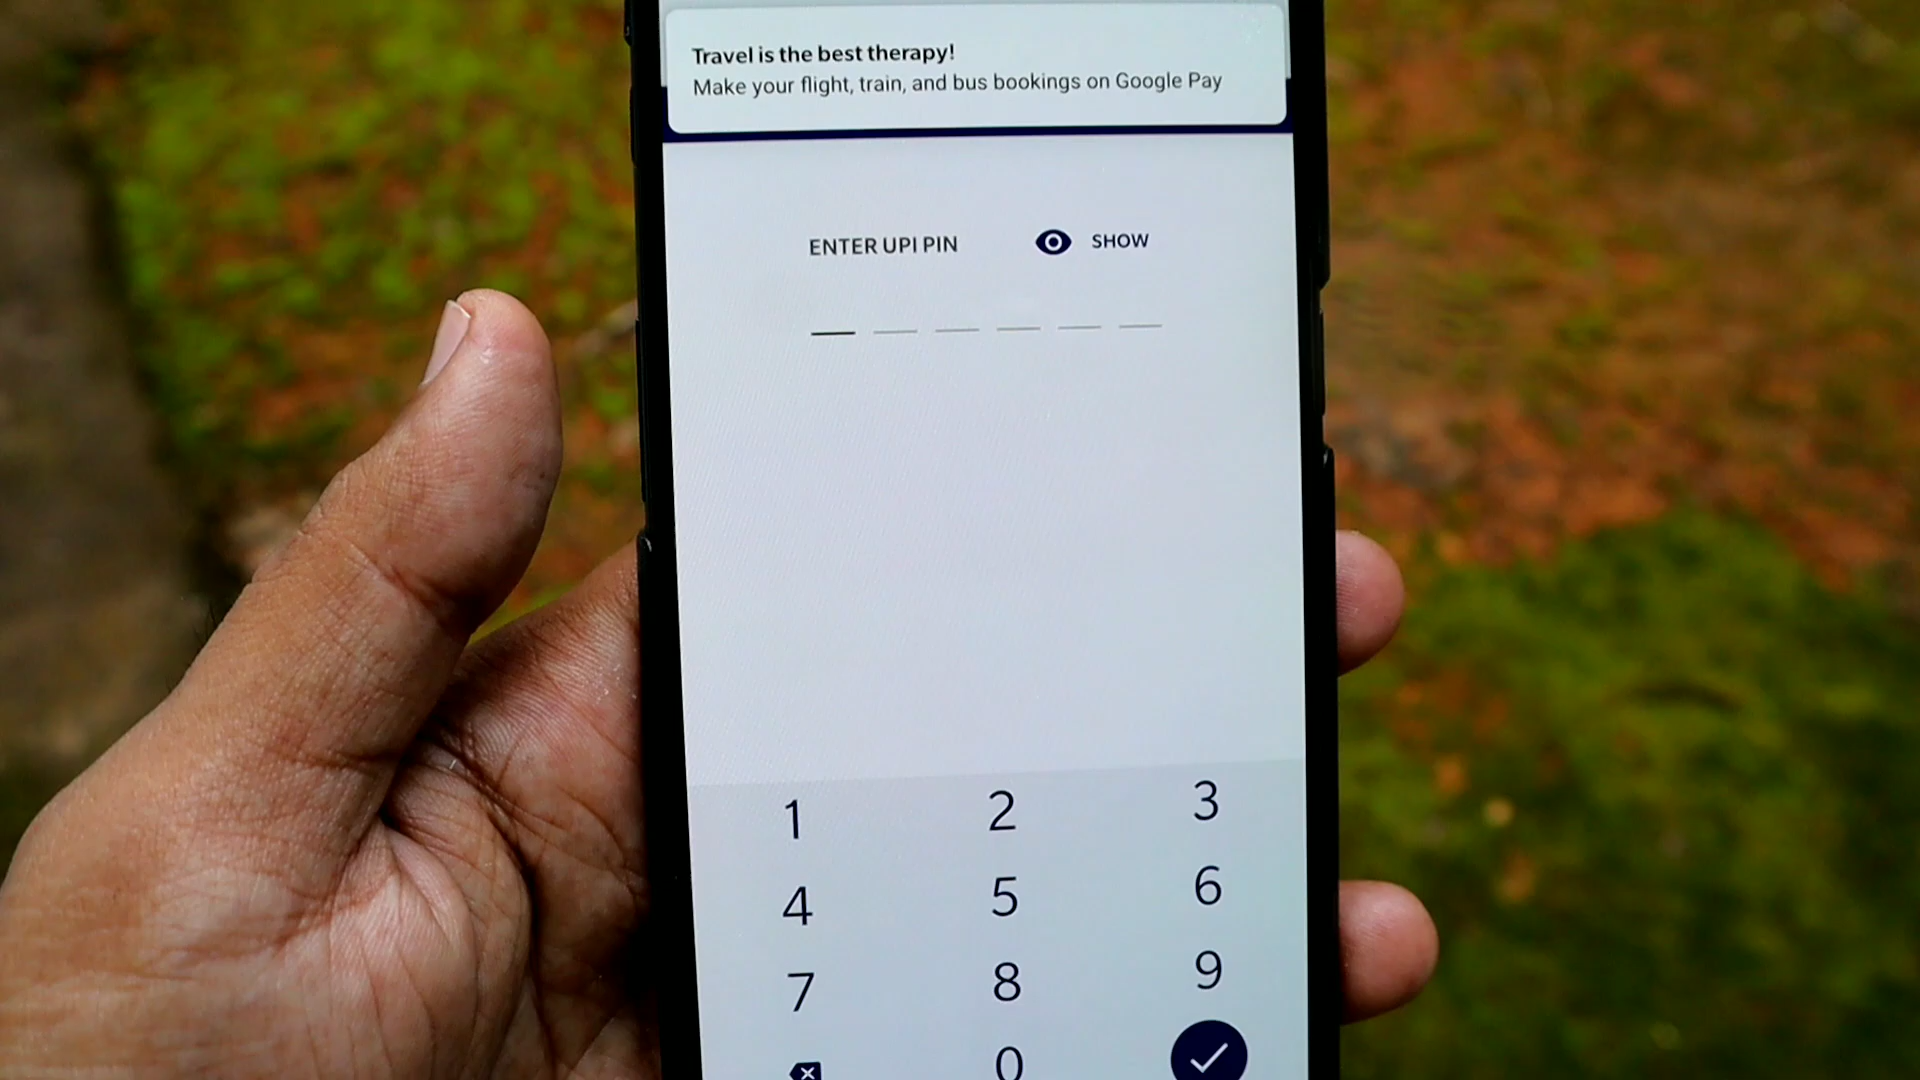 Travel is the best therapy!
Make your flight, train, and bus bookings on Google Pay
ENTER UPI PIN SHOW
1 2 3
4 5 6
7 8 9
0